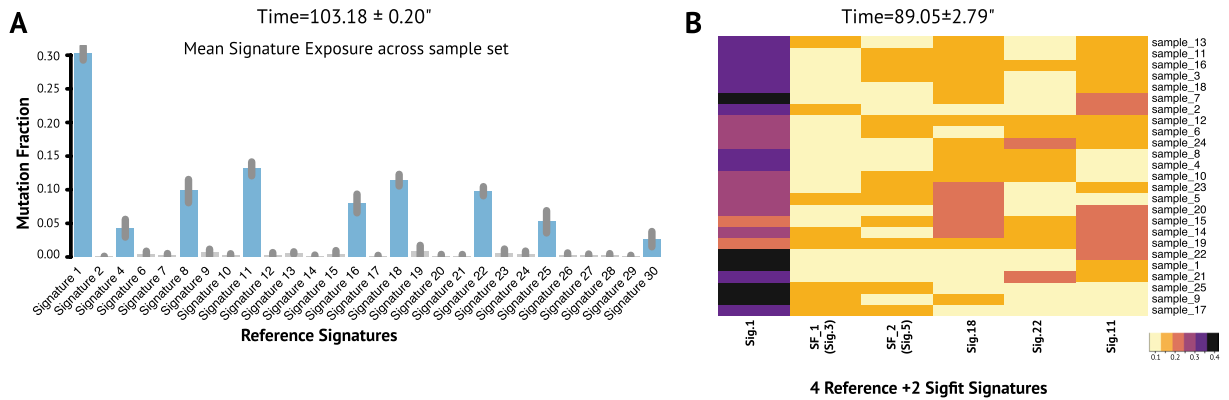 A
Time=103.18 ± 0.20"
Mean Signature Exposure across sample set
Mutation Fraction
0.30
0.25
0.20
0.15
0.10
0.05
0.00
Signature 1
Signature 2
Signature 4
Signature 6
Signature 7
Signature 8
Signature 9
Signature 10
Signature 11
Signature 12
Signature 13
Signature 14
Signature 15
Signature 16
Signature 17
Signature 18
Signature 19
Signature 20
Signature 21
Signature 22
Signature 23
Signature 24
Signature 25
Signature 26
Signature 27
Signature 28
Signature 29
Signature 30
Reference Signatures
B
Time=89.05±2.79"
sample_13
sample_11
sample_16
sample_3
sample_18
sample_7
sample_2
sample_12
sample_6
sample_24
sample_8
sample_4
sample_10
sample_23
sample_5
sample_20
sample_15
sample_14
sample_19
sample_22
sample_1
sample_21
sample_25
sample_9
sample_17
Sig.1
SF_1
(Sig.3)
SF_2
(Sig.5)
Sig.18
Sig.22
Sig.11
0.1 0.2 0.3 0.4
4 Reference +2 Sigfit Signatures